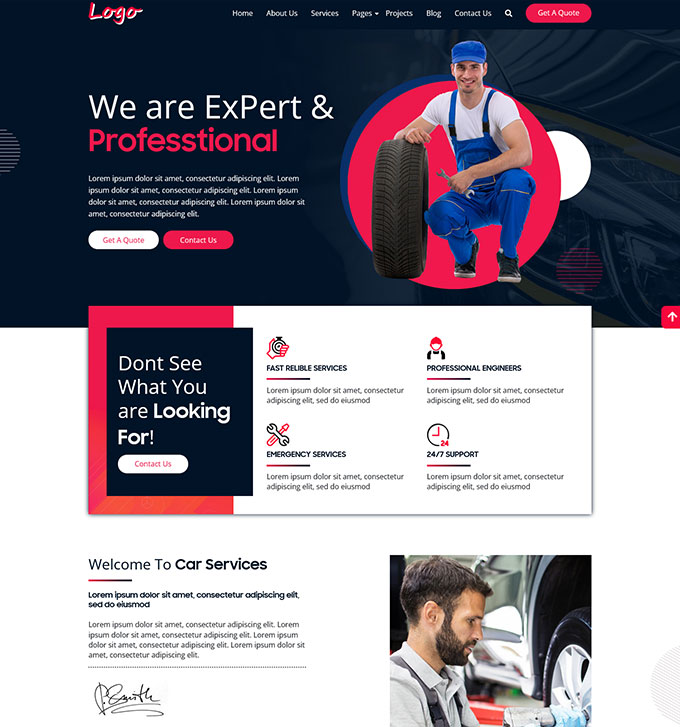 Logo
Home About Us Services Pages Projects Blog Contact Us Get A Quote
We are ExPert &
Professtional
Lorem ipsum dolor sit amet, consectetur adipiscing elit. Lorem
ipsum dolor sit amet, consectetur adipiscing elit. Lorem ipsum
dolor sit amet, consectetur adipiscing elit. Lorem ipsum dolor sit
amet, consectetur adipiscing elit.
Get A Quote Contact Us
Dont See
What You
are Looking
For!
Contact Us
FAST RELIBLE SERVICES
Lorem ipsum dolor sit amet, consectetur
adipiscing elit, sed do eiusmod
PROFESSIONAL ENGINEERS
Lorem ipsum dolor sit amet, consectetur
adipiscing elit, sed do eiusmod
EMERGENCY SERVICES
Lorem ipsum dolor sit amet, consectetur
adipiscing elit, sed do eiusmod
24
24/7 SUPPORT
Lorem ipsum dolor sit amet, consectetur
adipiscing elit, sed do eiusmod
Welcome To Car Services
Lorem ipsum dolor sit amet, consectetur adipiscing elit,
sed do eiusmod
Lorem ipsum dolor sit amet, consectetur adipiscing elit. Lorem
ipsum dolor sit amet, consectetur adipiscing elit. Lorem ipsum
dolor sit amet, consectetur adipiscing elit. Lorem ipsum dolor sit
amet, consectetur adipiscing elit.